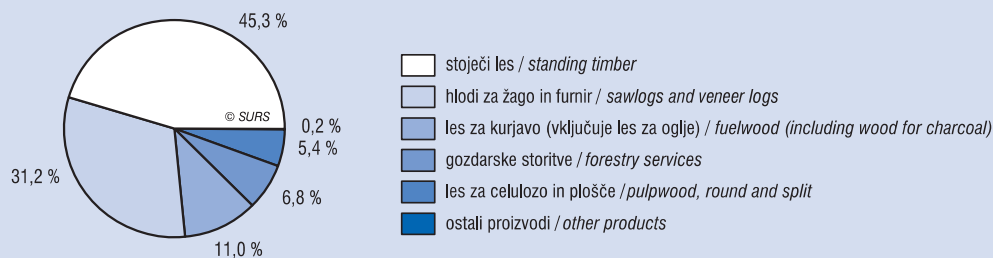 45,3 %
© SURS
0,2 %
5,4 %
6,8 %
11,0 %
31,2 %
stoječi les / standing timber
hlodi za žago in furnir / sawlogs and veneer logs
les za kurjavo (vključuje les za oglje) / fuelwood (including wood for charcoal)
gozdarske storitve / forestry services
les za celulozo in plošče / pulpwood, round and split
ostali proizvodi / other products